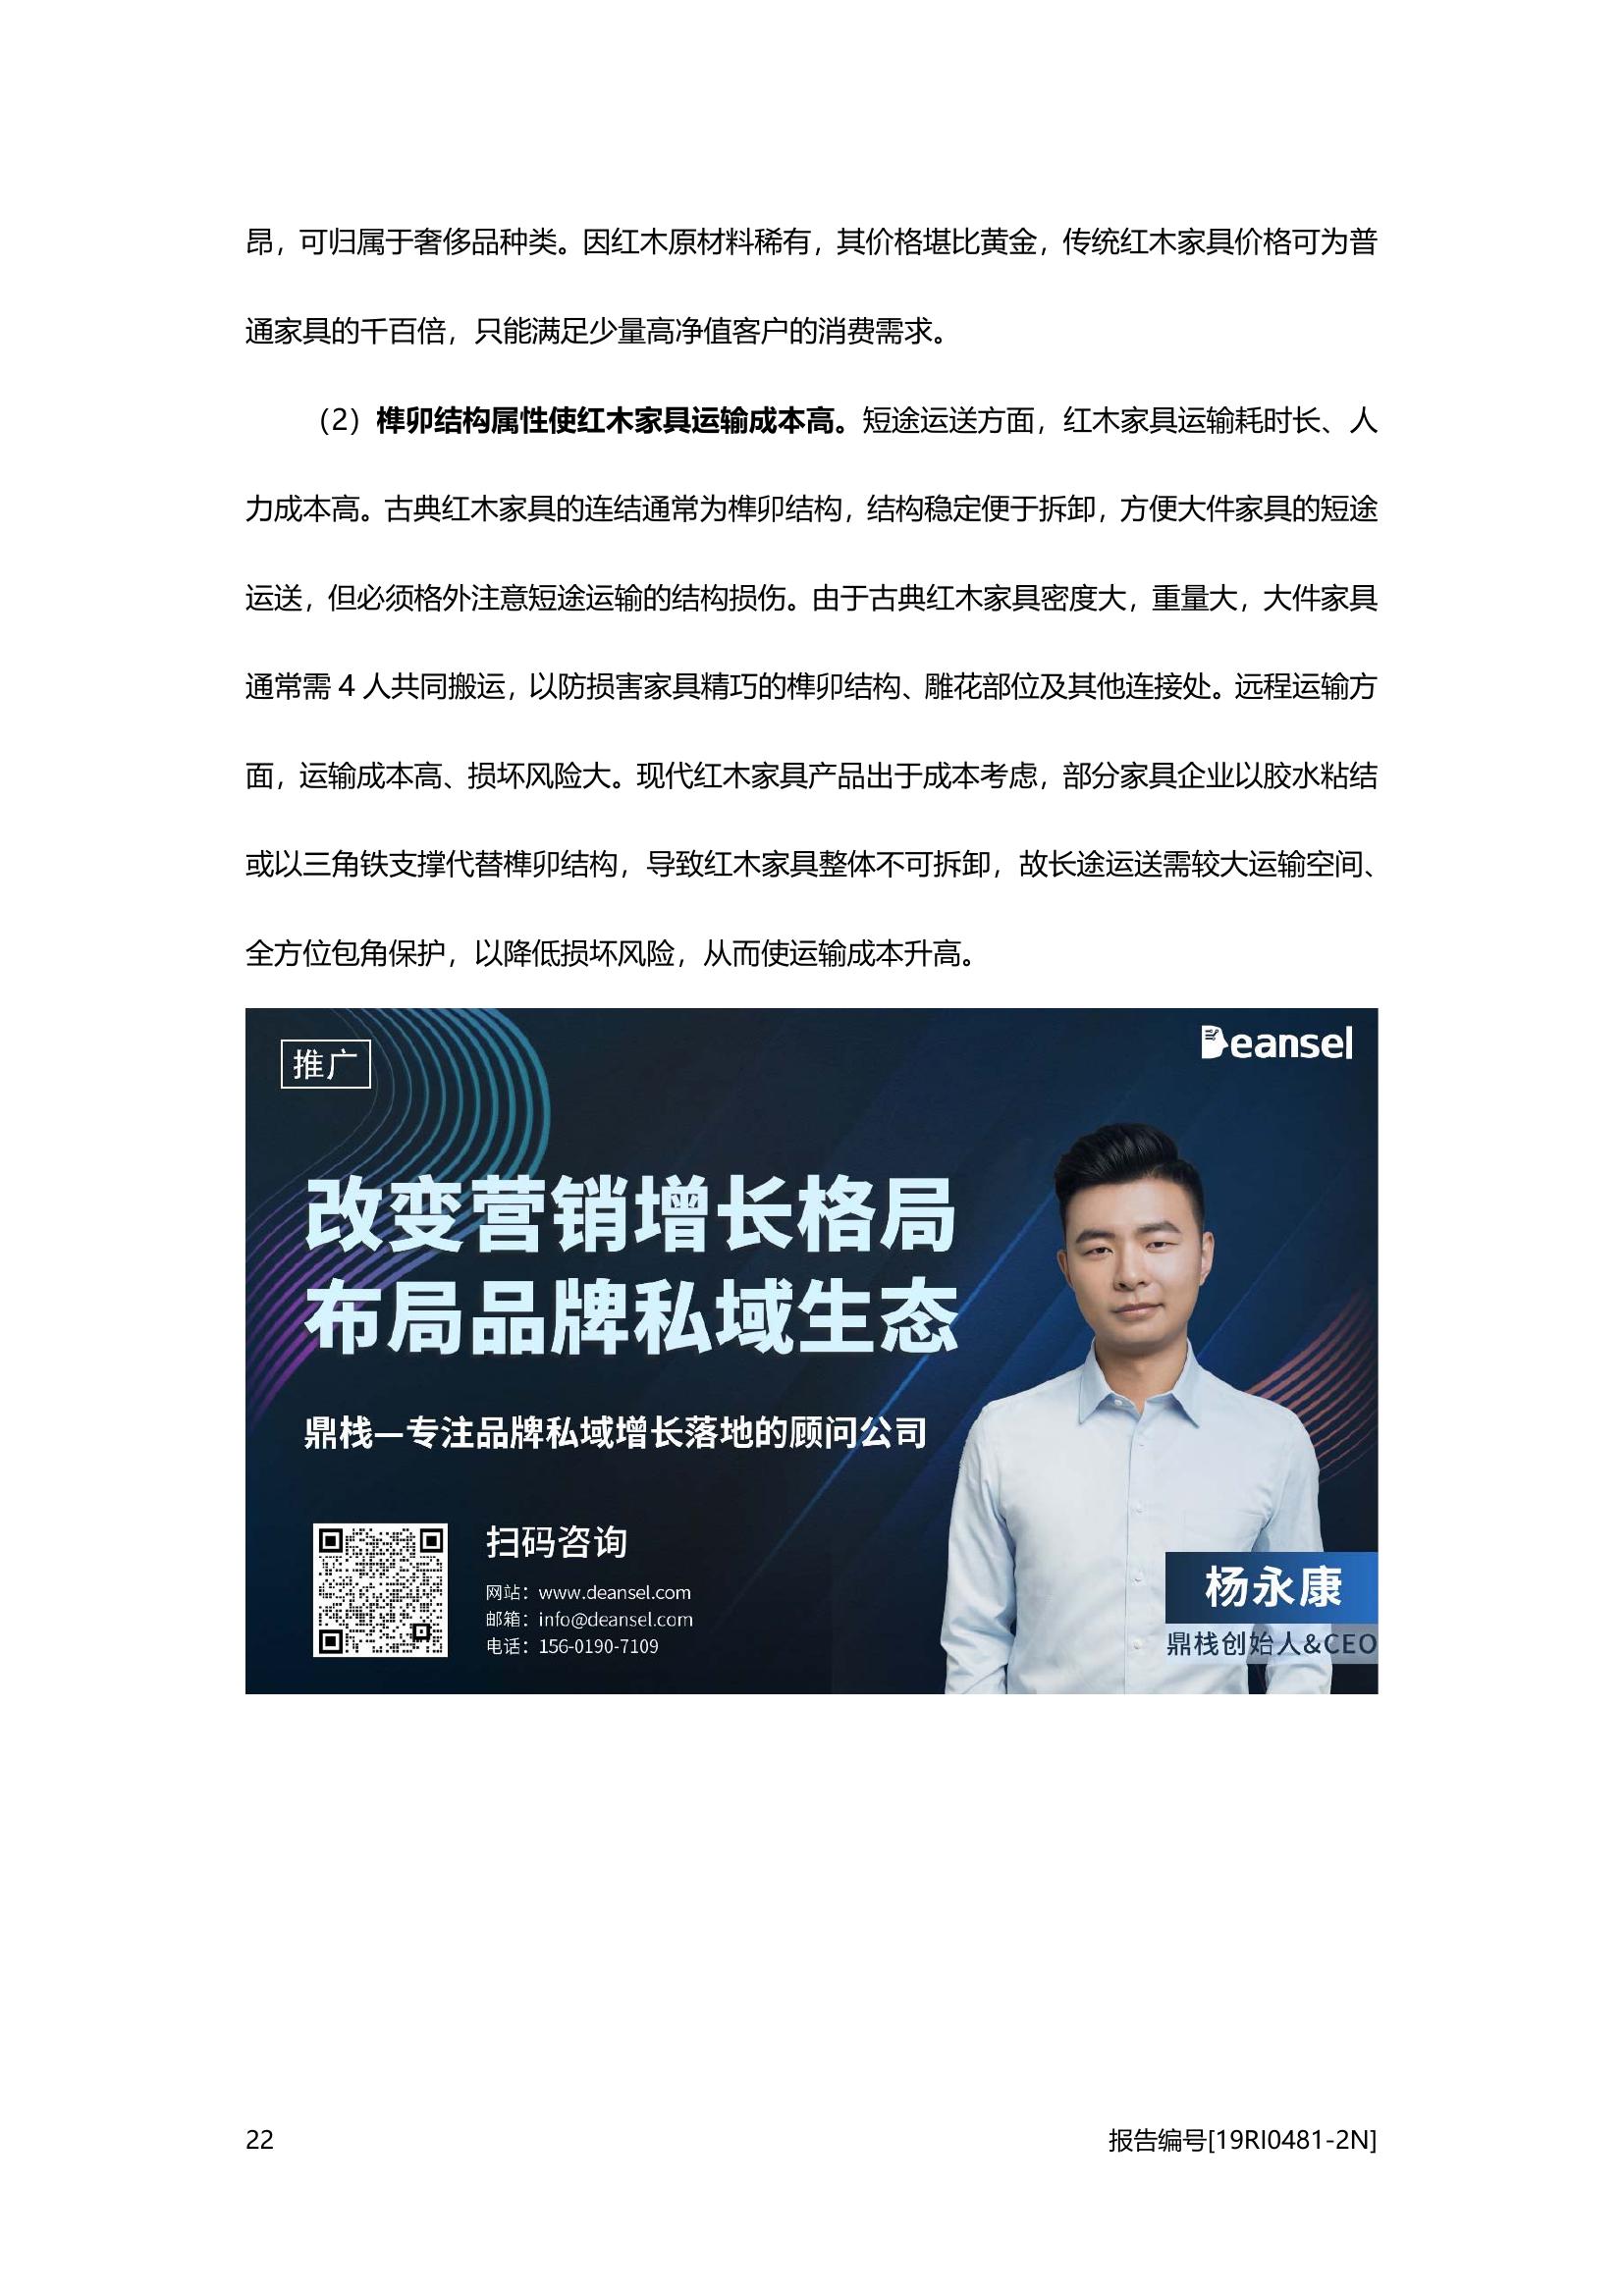 昂，可归属于奢侈品种类。因红木原材料稀有，其价格堪比黄金，传统红木家具价格可为普
通家具的千百倍，只能满足少量高净值客户的消费需求。
（2）榫卯结构属性使红木家具运输成本高。短途运送方面，红木家具运输耗时长、人
力成本高。古典红木家具的连结通常为榫卯结构，结构稳定便于拆卸，方便大件家具的短途
运送，但必须格外注意短途运输的结构损伤。由于古典红木家具密度大，重量大，大件家具
通常需 4 人共同搬运，以防损害家具精巧的榫卯结构、雕花部位及其他连接处。远程运输方
面，运输成本高、损坏风险大。现代红木家具产品出于成本考虑，部分家具企业以胶水粘结
或以三角铁支撑代替榫卯结构，导致红木家具整体不可拆卸，故长途运送需较大运输空间、
全方位包角保护，以降低损坏风险，从而使运输成本升高。
推广
Deansel
改变营销增长格局
布局品牌私域生态
鼎栈—专注品牌私域增长落地的顾问公司
扫码咨询
网站：www.deansel.com
邮箱：info@deansel.com
电话：156-0190-7109
杨永康
鼎栈创始人&CEO
22
报告编号[19RI0481-2N]